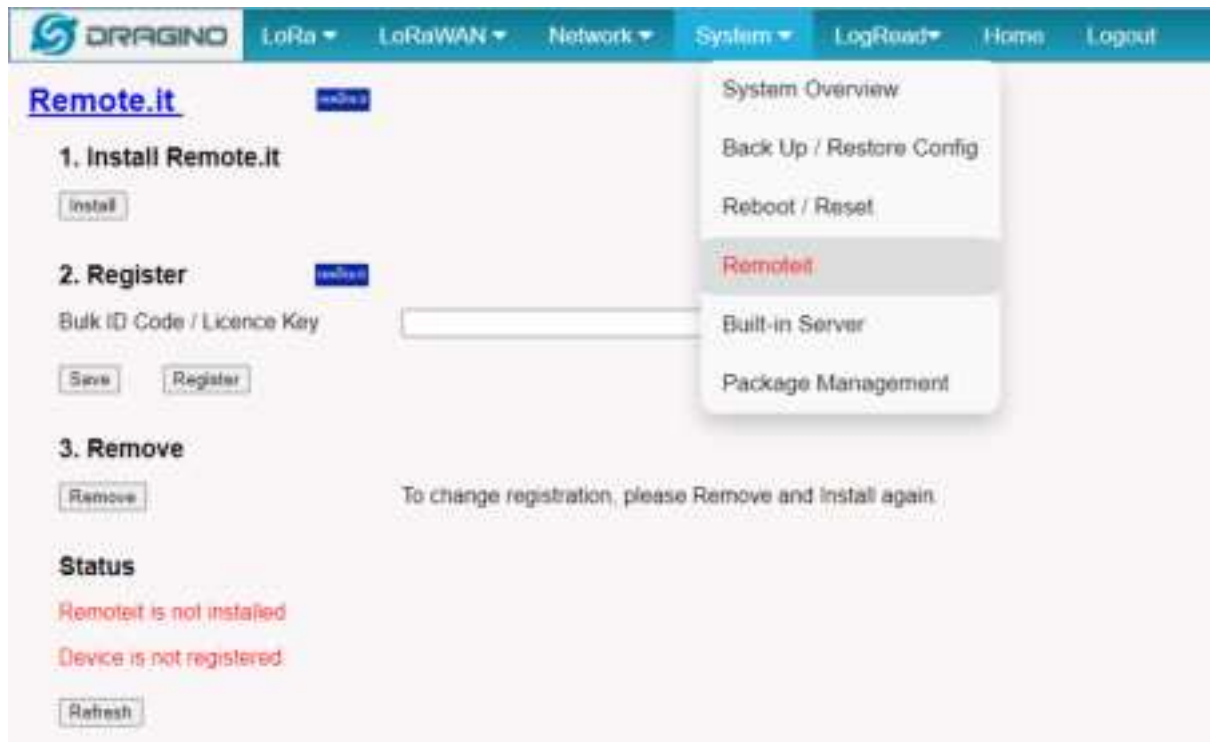 DRAGINO LoRa LoRaWAN Network System LogRead Home Logout
Remote.it
1. Install Remote.it
Install
2. Register
Bulk ID Code / Licence Key
Save Register
3. Remove
Remove To change registration, please Remove and Install again.
Status
Remoteit is not installed
Device is not registered
Refresh
System Overview
Back Up / Restore Config
Reboot / Reset
Remoteit
Built-in Server
Package Management